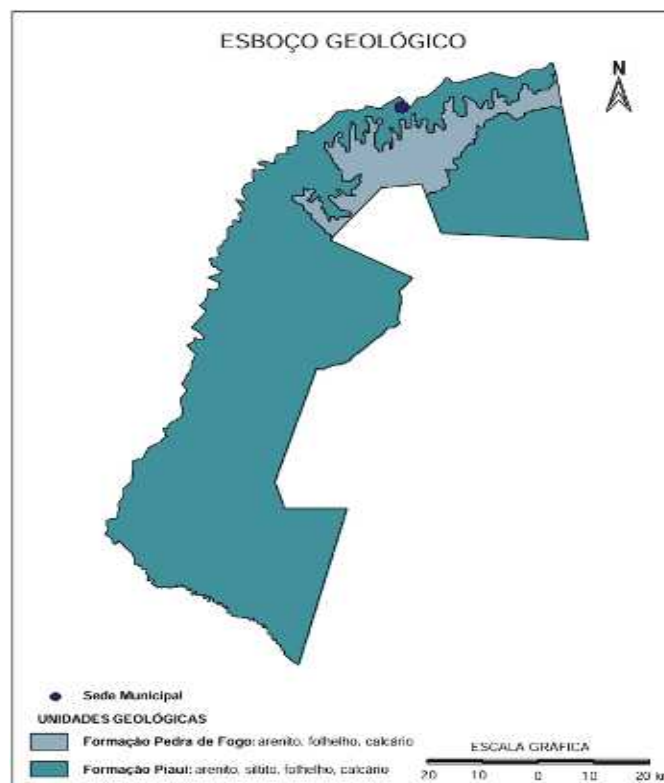 ESBOÇO GEOLÓGICO
N
Sede Municipal
UNIDADES GEOLÓGICAS
Formação Pedra de Fogo: arenito, folhelho, calcário
Formação Piauí: arenito, siltito, folhelho, calcário
ESCALA GRÁFICA
20 10 0 10 20